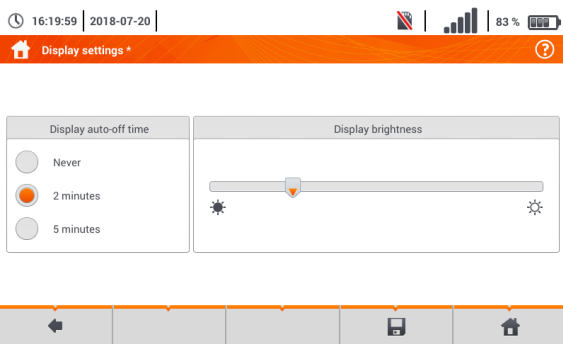 16:19:59 2018-07-20 83 %
Display settings * ?
Display auto-off time
Never
2 minutes
5 minutes
Display brightness